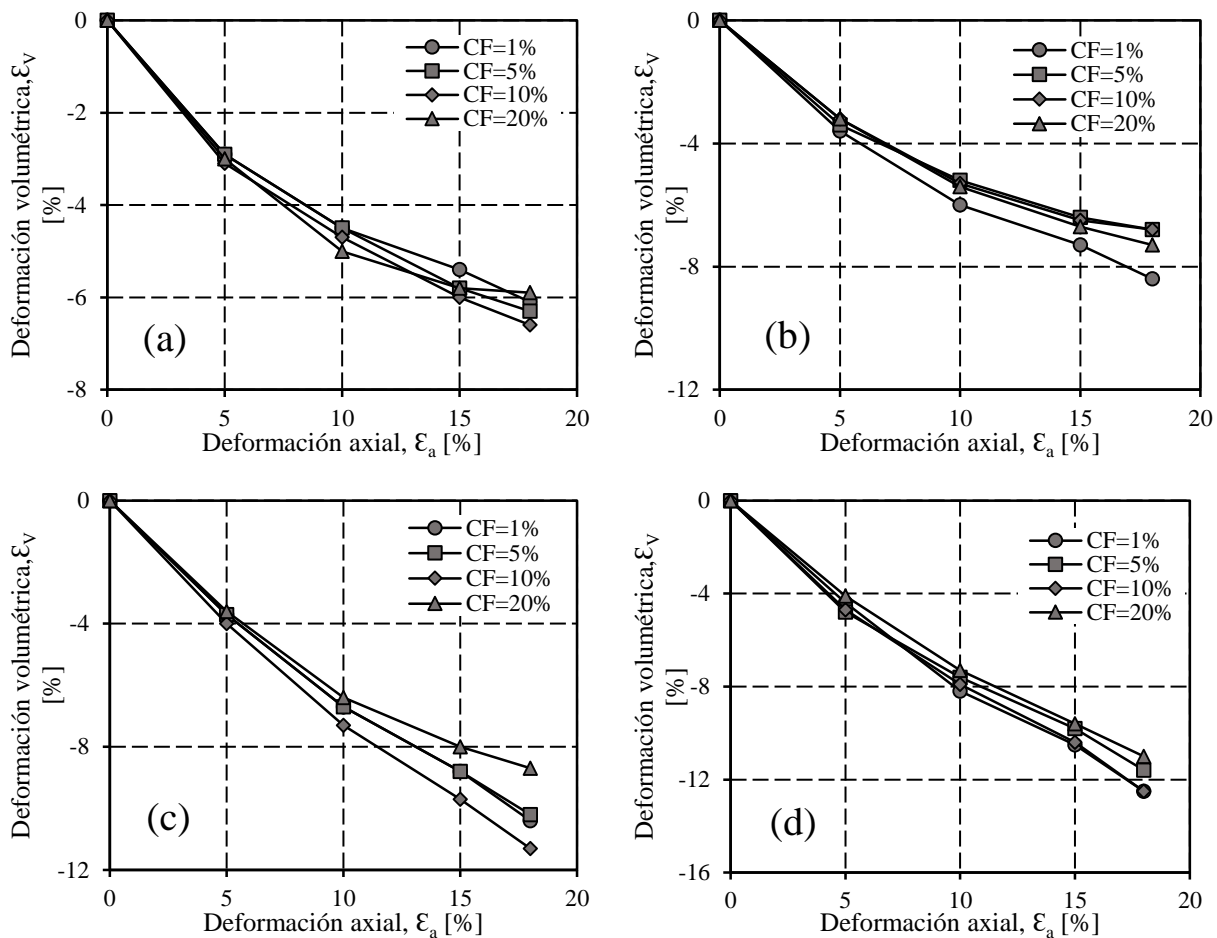 0
-2
-4
-6
-8
0 5 10 15 20
Deformación volumétrica,Ɛv
[%]
Deformación axial, Ɛa [%]
CF=1%
CF=5%
CF=10%
CF=20%
(a)
0
-4
-8
-12
0 5 10 15 20
Deformación volumétrica,Ɛv
[%]
Deformación axial, Ɛa [%]
CF=1%
CF=5%
CF=10%
CF=20%
(b)
0
-4
-8
-12
0 5 10 15 20
Deformación volumétrica,Ɛv
[%]
Deformación axial, Ɛa [%]
CF=1%
CF=5%
CF=10%
CF=20%
(c)
0
-4
-8
-12
-16
0 5 10 15 20
Deformación volumétrica,Ɛv
[%]
Deformación axial, Ɛa [%]
CF=1%
CF=5%
CF=10%
CF=20%
(d)